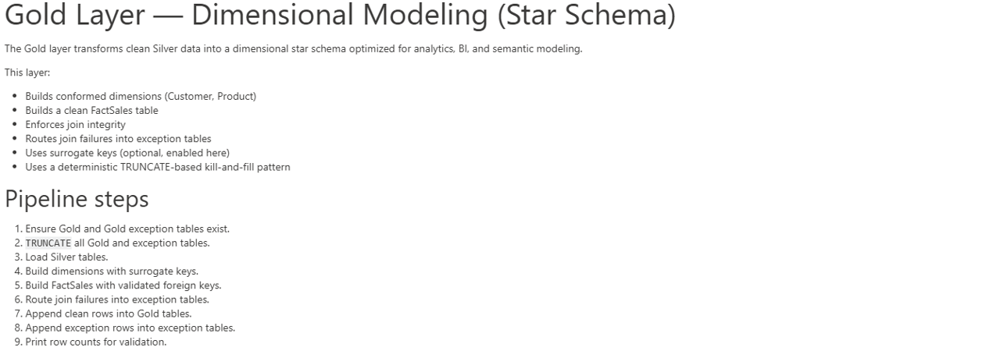 Gold Layer — Dimensional Modeling (Star Schema)
The Gold layer transforms clean Silver data into a dimensional star schema optimized for analytics, BI, and semantic modeling.
This layer:
• Builds conformed dimensions (Customer, Product)
• Builds a clean FactSales table
• Enforces join integrity
• Routes join failures into exception tables
• Uses surrogate keys (optional, enabled here)
• Uses a deterministic TRUNCATE-based kill-and-fill pattern
Pipeline steps
1. Ensure Gold and Gold exception tables exist.
2. TRUNCATE all Gold and exception tables.
3. Load Silver tables.
4. Build dimensions with surrogate keys.
5. Build FactSales with validated foreign keys.
6. Route join failures into exception tables.
7. Append clean rows into Gold tables.
8. Append exception rows into exception tables.
9. Print row counts for validation.